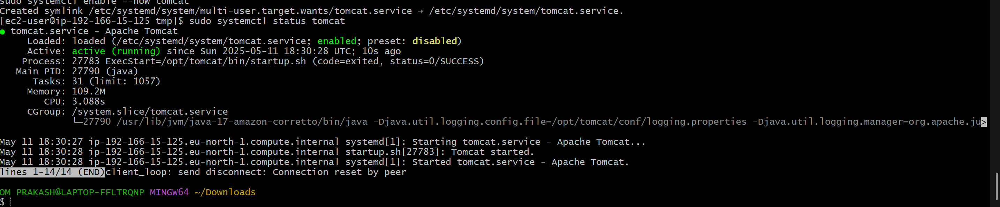 sudo systemctl enable --now tomcat
Created symlink /etc/systemd/system/multi-user.target.wants/tomcat.service → /etc/systemd/system/tomcat.service.
[ec2-user@ip-192-166-15-125 tmp]$ sudo systemctl status tomcat
● tomcat.service - Apache Tomcat
     Loaded: loaded (/etc/systemd/system/tomcat.service; enabled; preset: disabled)
     Active: active (running) since Sun 2025-05-11 18:30:28 UTC; 10s ago
    Process: 27783 ExecStart=/opt/tomcat/bin/startup.sh (code=exited, status=0/SUCCESS)
   Main PID: 27790 (java)
      Tasks: 31 (limit: 1057)
     Memory: 109.2M
        CPU: 3.088s
     CGroup: /system.slice/tomcat.service
             └─27790 /usr/lib/jvm/java-17-amazon-corretto/bin/java -Djava.util.logging.config.file=/opt/tomcat/conf/logging.properties -Djava.util.logging.manager=org.apache.ju>
May 11 18:30:27 ip-192-166-15-125.eu-north-1.compute.internal systemd[1]: Starting tomcat.service - Apache Tomcat...
May 11 18:30:28 ip-192-166-15-125.eu-north-1.compute.internal startup.sh[27783]: Tomcat started.
May 11 18:30:28 ip-192-166-15-125.eu-north-1.compute.internal systemd[1]: Started tomcat.service - Apache Tomcat.
lines 1-14/14 (END)client_loop: send disconnect: Connection reset by peer
OM PRAKASH@LAPTOP-FFLTRQNP MINGW64 ~/Downloads
$